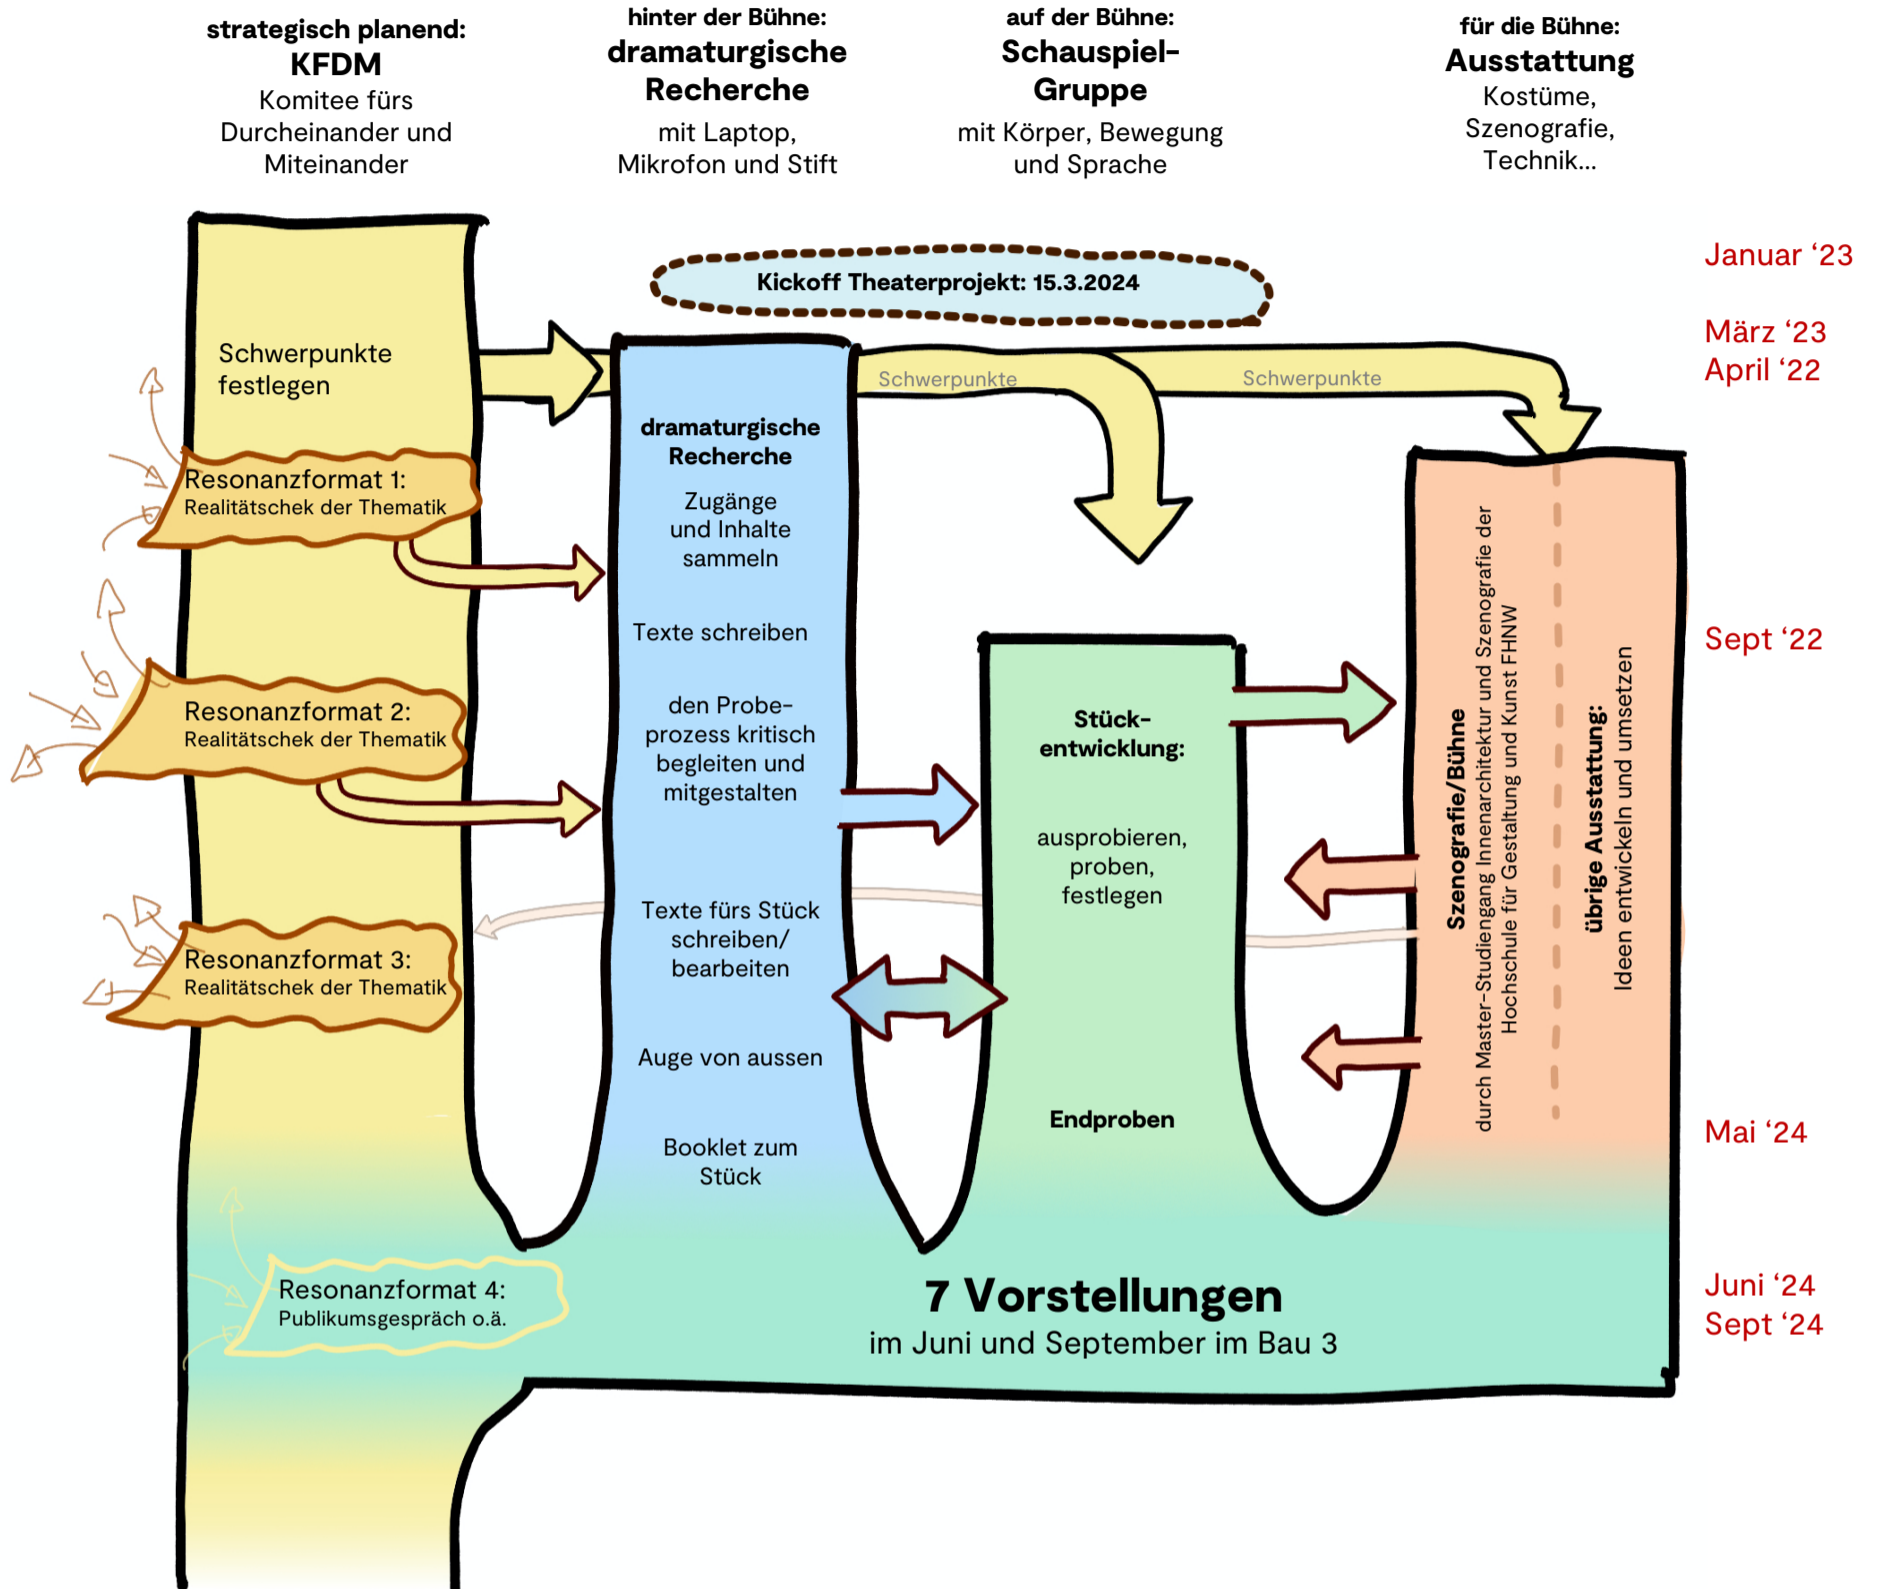 strategisch planend:
KFDM
Komitee fürs
Durcheinander und
Miteinander
hinter der Bühne:
dramaturgische
Recherche
mit Laptop,
Mikrofon und Stift
auf der Bühne:
Schauspiel-
Gruppe
mit Körper, Bewegung
und Sprache
für die Bühne:
Ausstattung
Kostüme,
Szenografie,
Technik...
Januar ‘23
Kickoff Theaterprojekt: 15.3.2024
März ‘23
April ‘22
Schwerpunkte
festlegen
Schwerpunkte
Schwerpunkte
Resonanzformat 1:
Realitätschek der Thematik
Resonanzformat 2:
Realitätschek der Thematik
Resonanzformat 3:
Realitätschek der Thematik
dramaturgische
Recherche
Zugänge
und Inhalte
sammeln
Texte schreiben
den Probe-
prozess kritisch
begleiten und
mitgestalten
Texte fürs Stück
schreiben/
bearbeiten
Auge von aussen
Booklet zum
Stück
Stück-
entwicklung:
ausprobieren,
proben,
festlegen
Endproben
Szenografie/Bühne
durch Master-Studiengang Innenarchitektur und Szenografie der
Hochschule für Gestaltung und Kunst FHNW
übrige Ausstattung:
Ideen entwickeln und umsetzen
Sept ‘22
Mai ‘24
Resonanzformat 4:
Publikumsgespräch o.ä.
7 Vorstellungen
im Juni und September im Bau 3
Juni ‘24
Sept ‘24